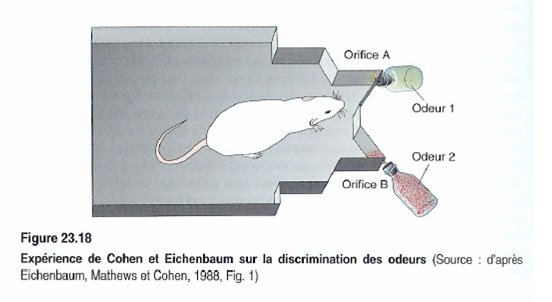 Orifice A
Odeur 1
Odeur 2
Orifice B
Figure 23.18
Expérience de Cohen et Eichenbaum sur la discrimination des odeurs (Source : d'après
Eichenbaum, Mathews et Cohen, 1988, Fig. 1)